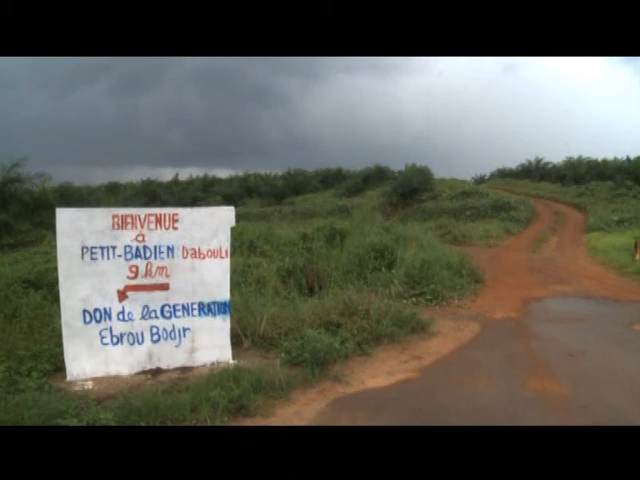 BIENVENUE
à
PETIT-BADIEN Dabouli
9 km
DON de la GENERATION
Ebrou Bodjr